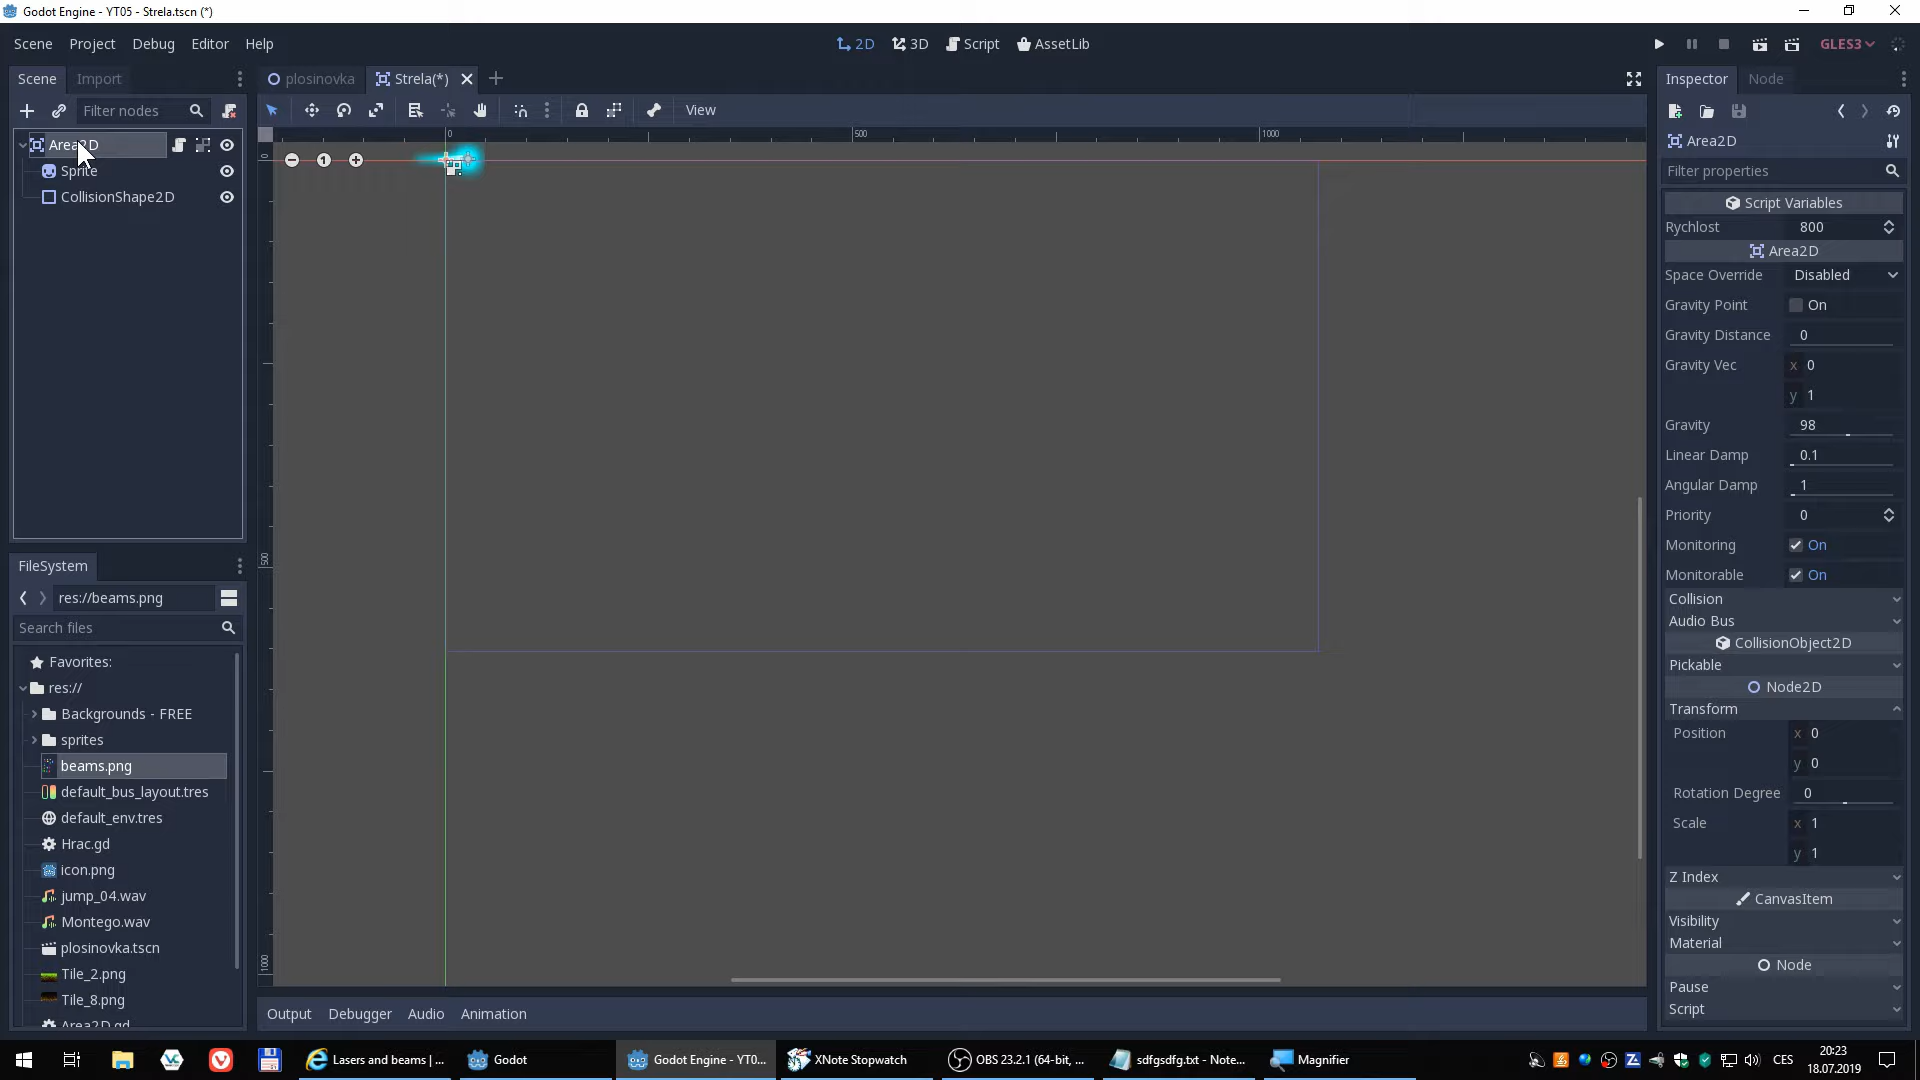 Godot Engine - YT05 - Strela.tscn (*)
Scene Project Debug Editor Help
2D 3D Script AssetLib
GLES3
Scene Import
plosinovka Strela(*)
Inspector Node
Filter nodes
View
Area2D
Sprite
CollisionShape2D
0 500 1000
0
500
1000
1
Area2D
Filter properties
Script Variables
Rychlost 800
Area2D
Space Override Disabled
Gravity Point On
Gravity Distance 0
Gravity Vec x 0
y 1
Gravity 98
Linear Damp 0.1
Angular Damp 1
Priority 0
Monitoring On
Monitorable On
Collision
Audio Bus
CollisionObject2D
Pickable
Node2D
Transform
Position x 0
y 0
Rotation Degree 0
Scale x 1
y 1
Z Index
CanvasItem
Visibility
Material
Node
Pause
Script
FileSystem
res://beams.png
Search files
Favorites:
res://
Backgrounds - FREE
sprites
beams.png
default_bus_layout.tres
default_env.tres
Hrac.gd
icon.png
jump_04.wav
Montego.wav
plosinovka.tscn
Tile_2.png
Tile_8.png
Area2D.gd
Output Debugger Audio Animation
Lasers and beams | ...
Godot
Godot Engine - YT0...
XNote Stopwatch
OBS 23.2.1 (64-bit, ...
sdfgsdfg.txt - Note...
Magnifier
CES
20:23
18.07.2019